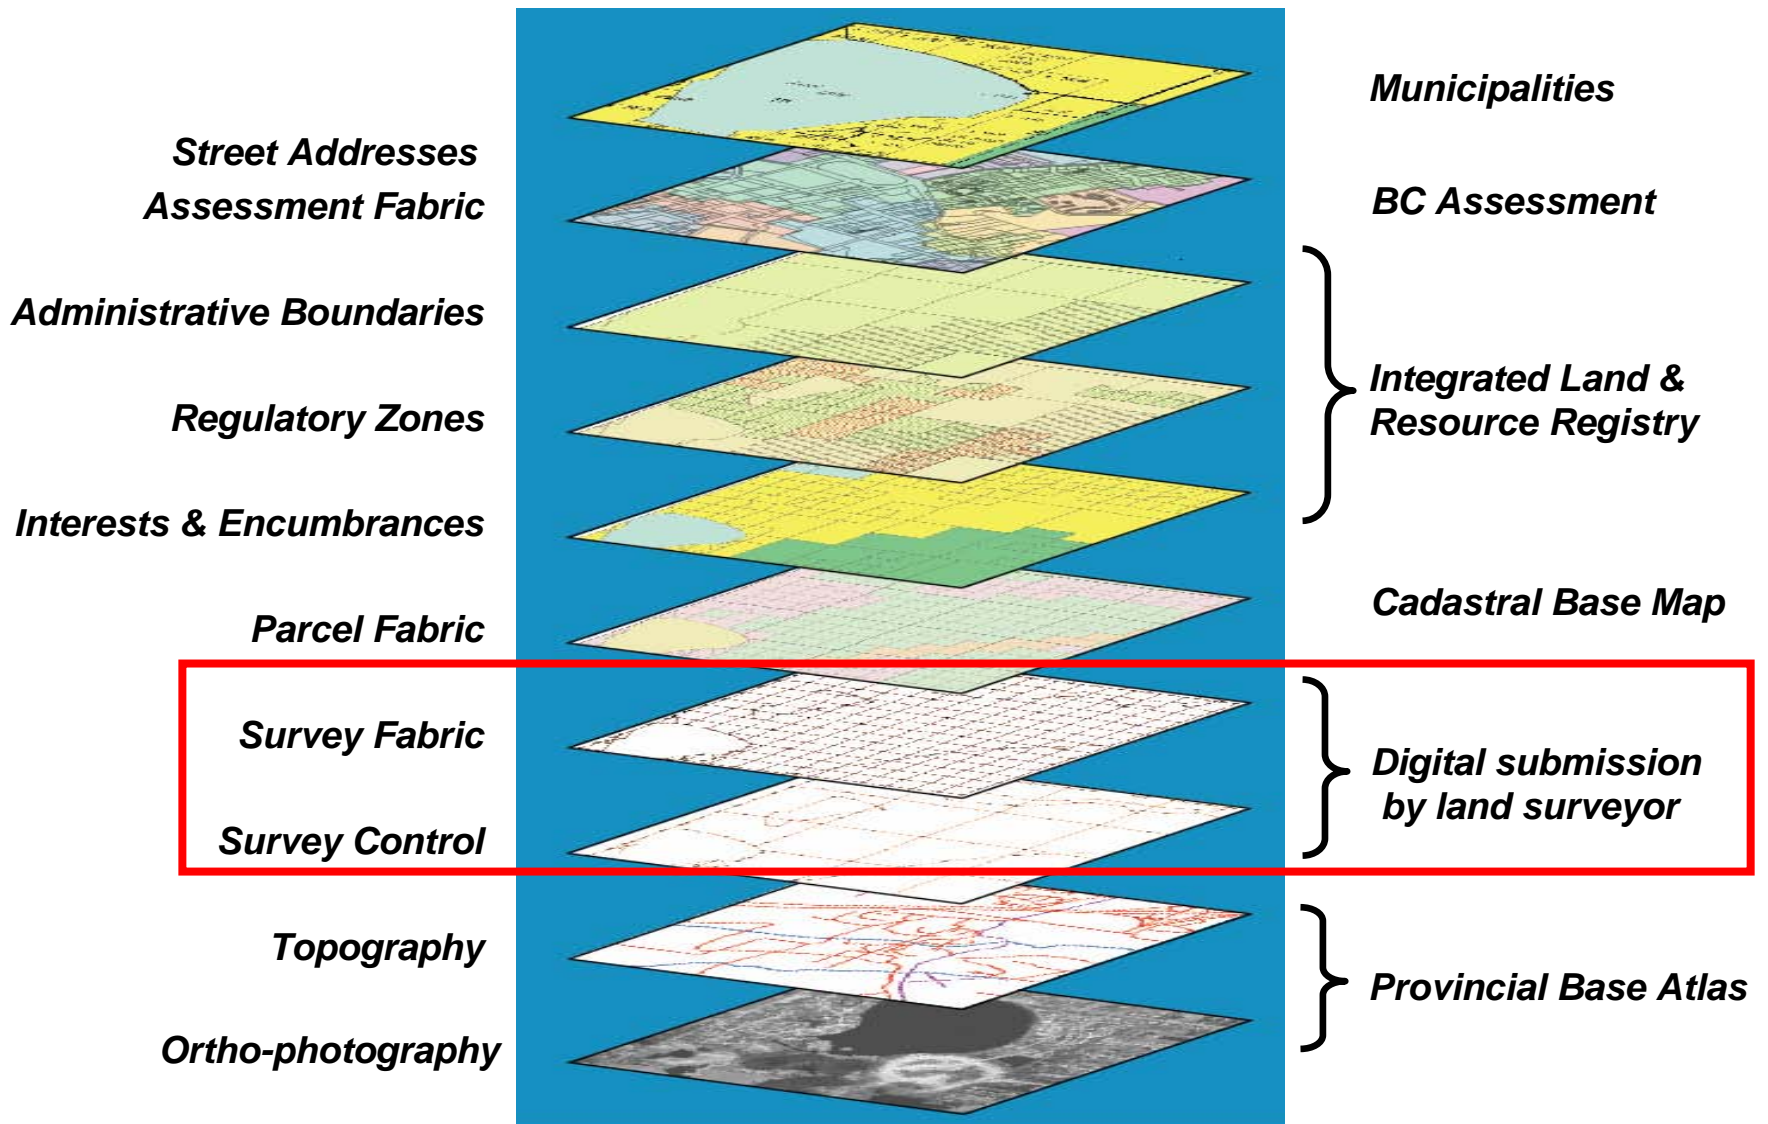 Municipalities
Street Addresses
Assessment Fabric
BC Assessment
Administrative Boundaries
Integrated Land &
Resource Registry
Regulatory Zones
Interests & Encumbrances
Parcel Fabric
Cadastral Base Map
Survey Fabric
Digital submission
by land surveyor
Survey Control
Topography
Provincial Base Atlas
Ortho-photography